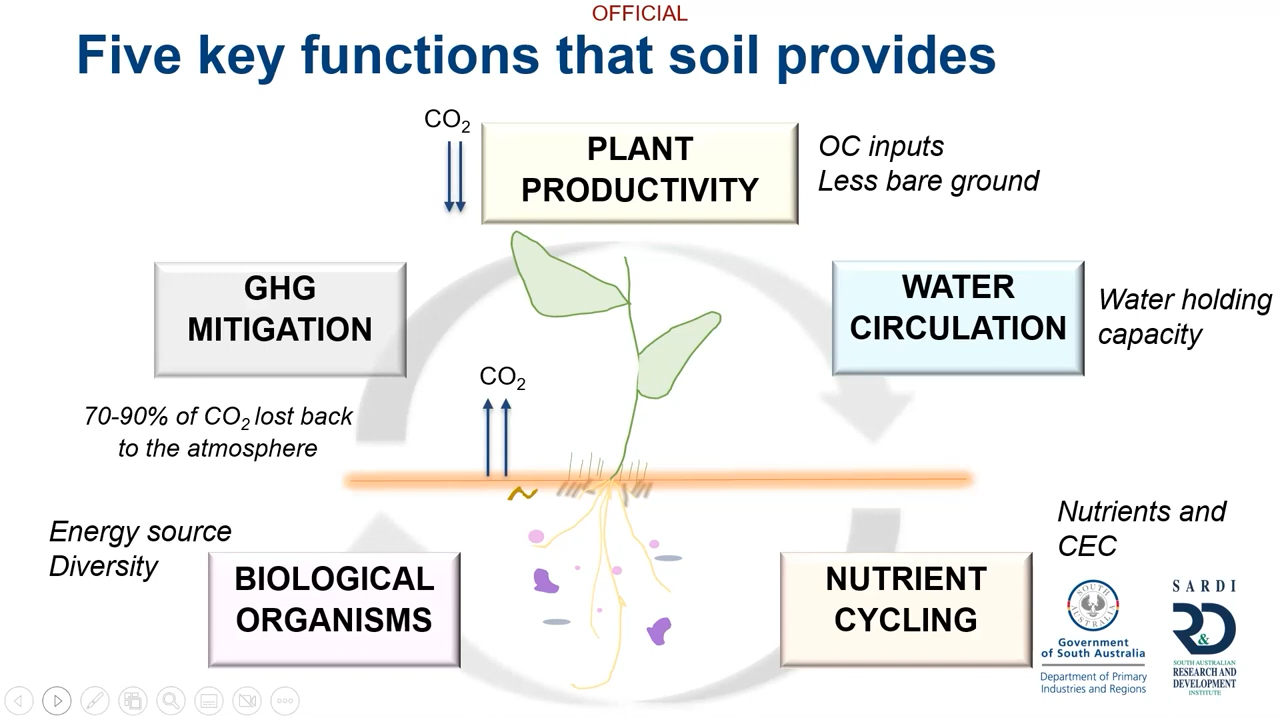 OFFICIAL
Five key functions that soil provides
CO₂
PLANT
PRODUCTIVITY
OC inputs
Less bare ground
GHG
MITIGATION
WATER
CIRCULATION
Water holding
capacity
CO₂
70-90% of CO₂ lost back
to the atmosphere
Energy source
Diversity
BIOLOGICAL
ORGANISMS
NUTRIENT
CYCLING
Nutrients and
CEC
SOUTH AUSTRALIA
Government
of South Australia
Department of Primary
Industries and Regions
SARDI
R&D
SOUTH AUSTRALIAN
RESEARCH AND
DEVELOPMENT
INSTITUTE